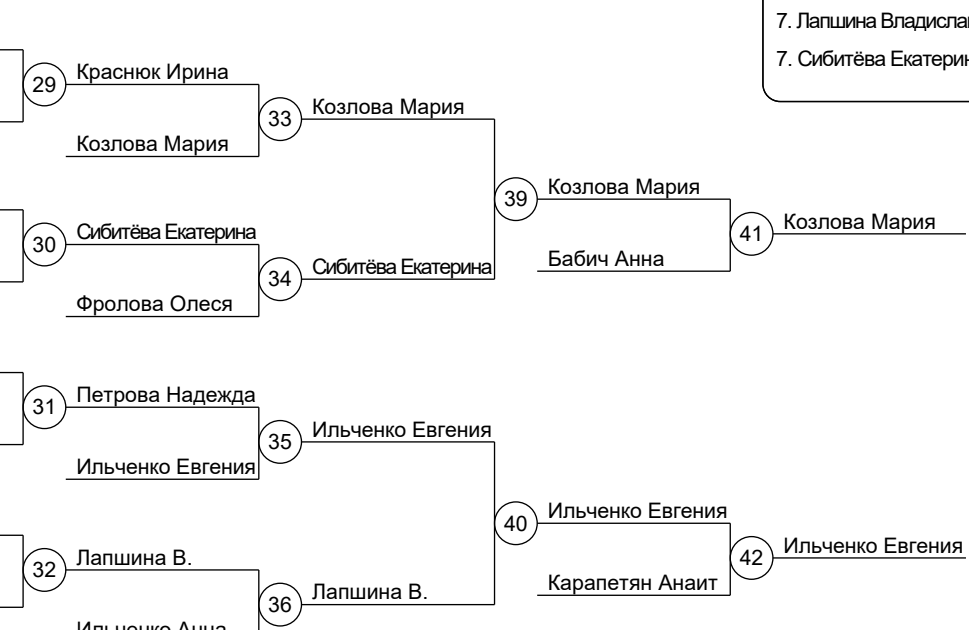 7. Лапшина Владислав
7. Сибитёва Екатерин
29 Краснюк Ирина
33 Козлова Мария
Козлова Мария
39 Козлова Мария
41 Козлова Мария
30 Сибитёва Екатерина
Бабич Анна
34 Сибитёва Екатерина
Фролова Олеся
31 Петрова Надежда
35 Ильченко Евгения
Ильченко Евгения
40 Ильченко Евгения
42 Ильченко Евгения
32 Лапшина В.
Карапетян Анаит
36 Лапшина В.
Ильченко Анна